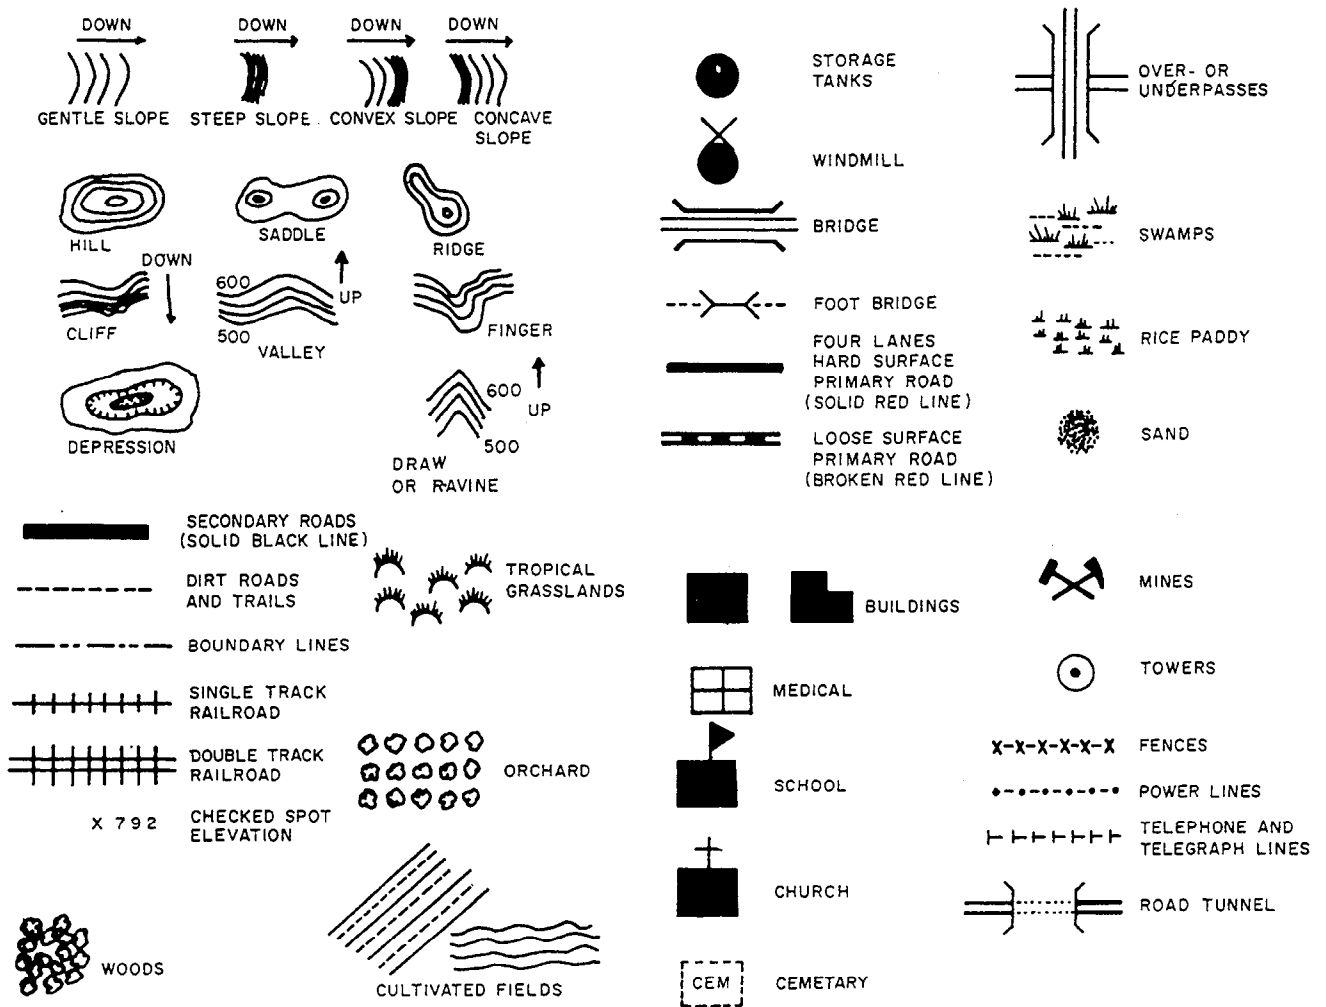 DOWN
DOWN
DOWN
DOWN
GENTLE SLOPE
STEEP SLOPE
CONVEX SLOPE
CONCAVE
SLOPE
HILL
SADDLE
RIDGE
DOWN
CLIFF
600
500
VALLEY
UP
FINGER
DEPRESSION
600
500
UP
DRAW
OR RAVINE
SECONDARY ROADS
(SOLID BLACK LINE)
DIRT ROADS
AND TRAILS
BOUNDARY LINES
SINGLE TRACK
RAILROAD
DOUBLE TRACK
RAILROAD
X 792
CHECKED SPOT
ELEVATION
WOODS
TROPICAL
GRASSLANDS
ORCHARD
CULTIVATED FIELDS
STORAGE
TANKS
WINDMILL
BRIDGE
FOOT BRIDGE
FOUR LANES
HARD SURFACE
PRIMARY ROAD
(SOLID RED LINE)
LOOSE SURFACE
PRIMARY ROAD
(BROKEN RED LINE)
BUILDINGS
MEDICAL
SCHOOL
CHURCH
CEM
CEMETARY
OVER- OR
UNDERPASSES
SWAMPS
RICE PADDY
SAND
MINES
TOWERS
FENCES
POWER LINES
TELEPHONE AND
TELEGRAPH LINES
ROAD TUNNEL